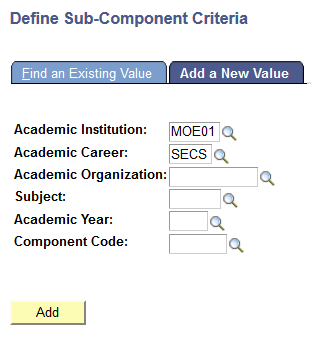 Define Sub-Component Criteria
Find an Existing Value Add a New Value
Academic Institution: MOE01
Academic Career: SECS
Academic Organization:
Subject:
Academic Year:
Component Code:
Add